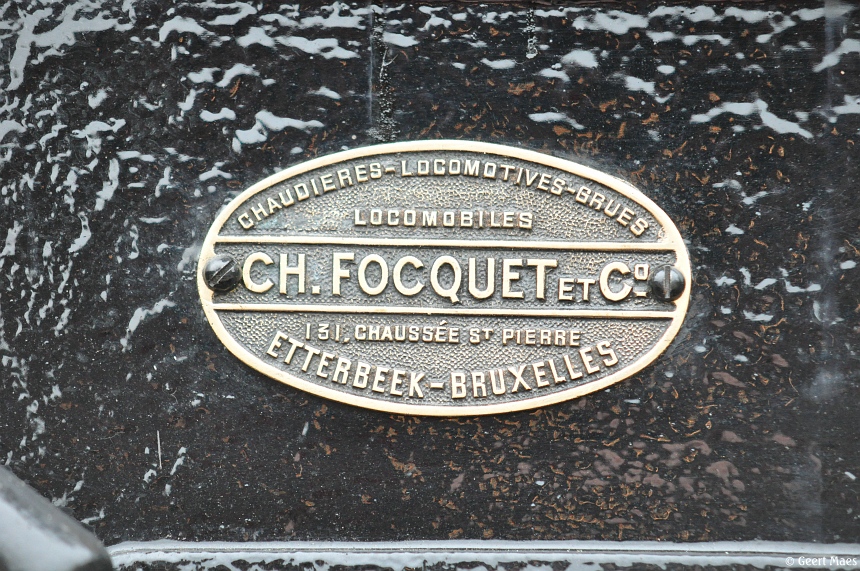 CHAUDIERES-LOCOMOTIVES-GRUES
LOCOMOBILES
CH. FOCQUET ET Cº
131, CHAUSSÉE ST PIERRE
ETTERBEEK-BRUXELLES
© Geert Maes